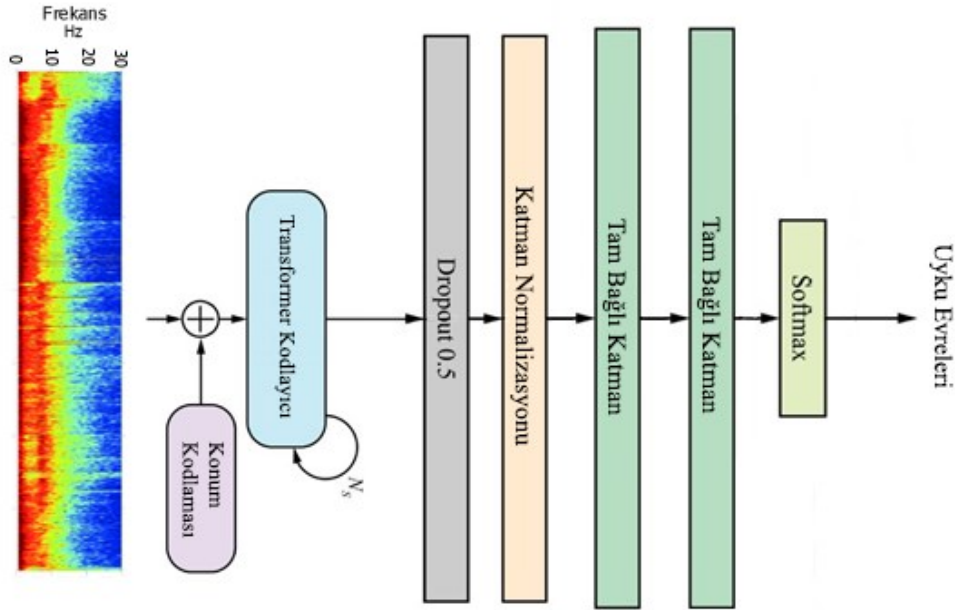 Frekans
Hz
0
10
20
30
Konum
Kodlaması
Transformer Kodlayıcı
N_s
Dropout 0.5
Katman Normalizasyonu
Tam Bağlı Katman
Tam Bağlı Katman
Softmax
Uyku Evreleri